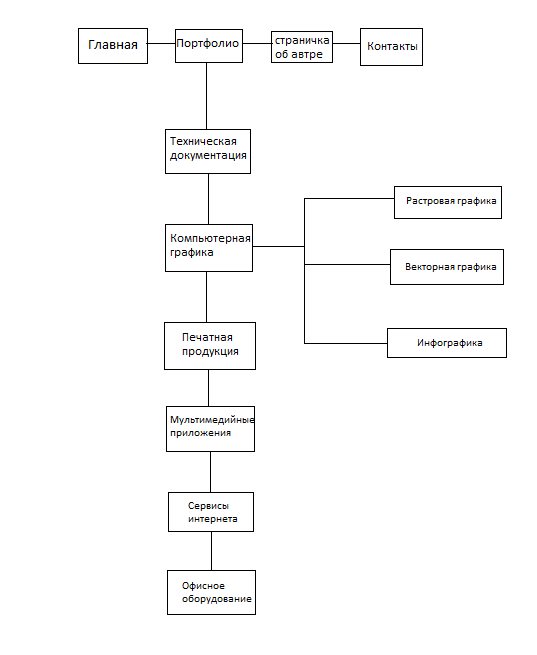 Главная
Портфолио
страничка
об автре
Контакты
Техническая
документация
Компьютерная
графика
Растровая графика
Векторная графика
Инфографика
Печатная
продукция
Мультимедийные
приложения
Сервисы
интернета
Офисное
оборудование